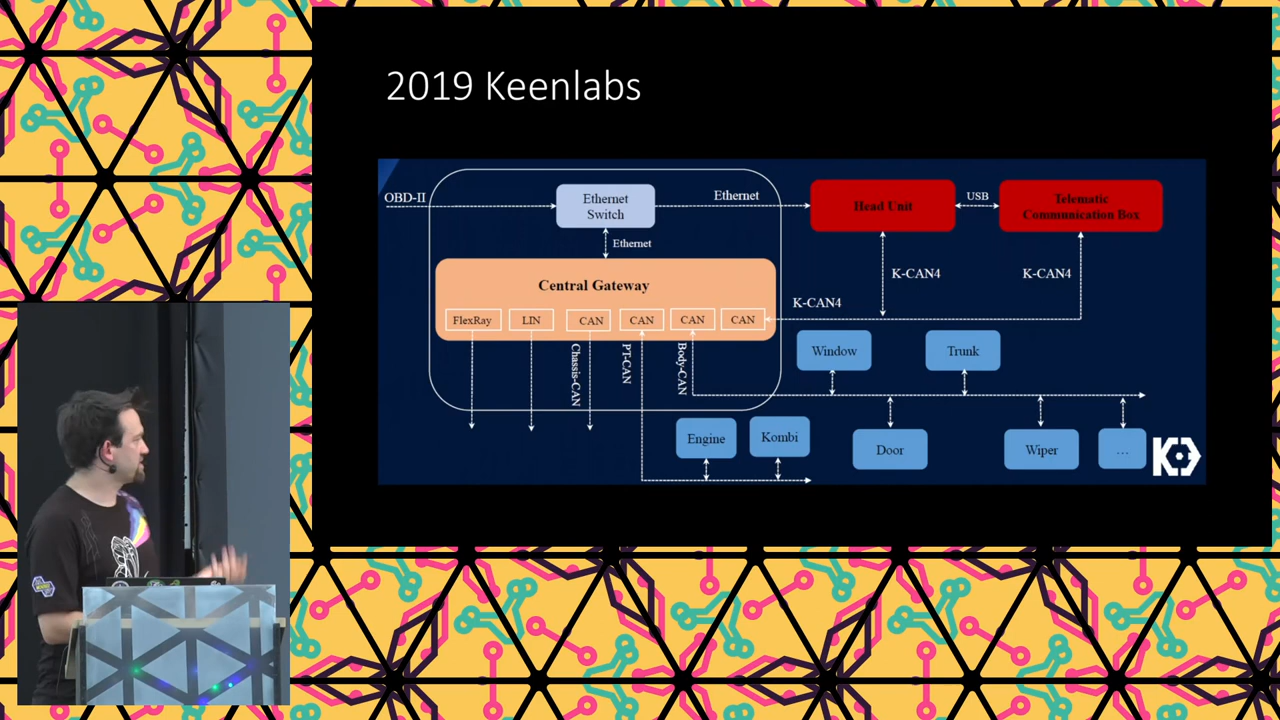 2019 Keenlabs
OBD-II
Ethernet
Switch
Ethernet
Head Unit
USB
Telematic
Communication Box
Ethernet
Central Gateway
K-CAN4
K-CAN4
K-CAN4
FlexRay
LIN
CAN
CAN
CAN
CAN
Chassis-CAN
PT-CAN
Body-CAN
Window
Trunk
Engine
Kombi
Door
Wiper
...